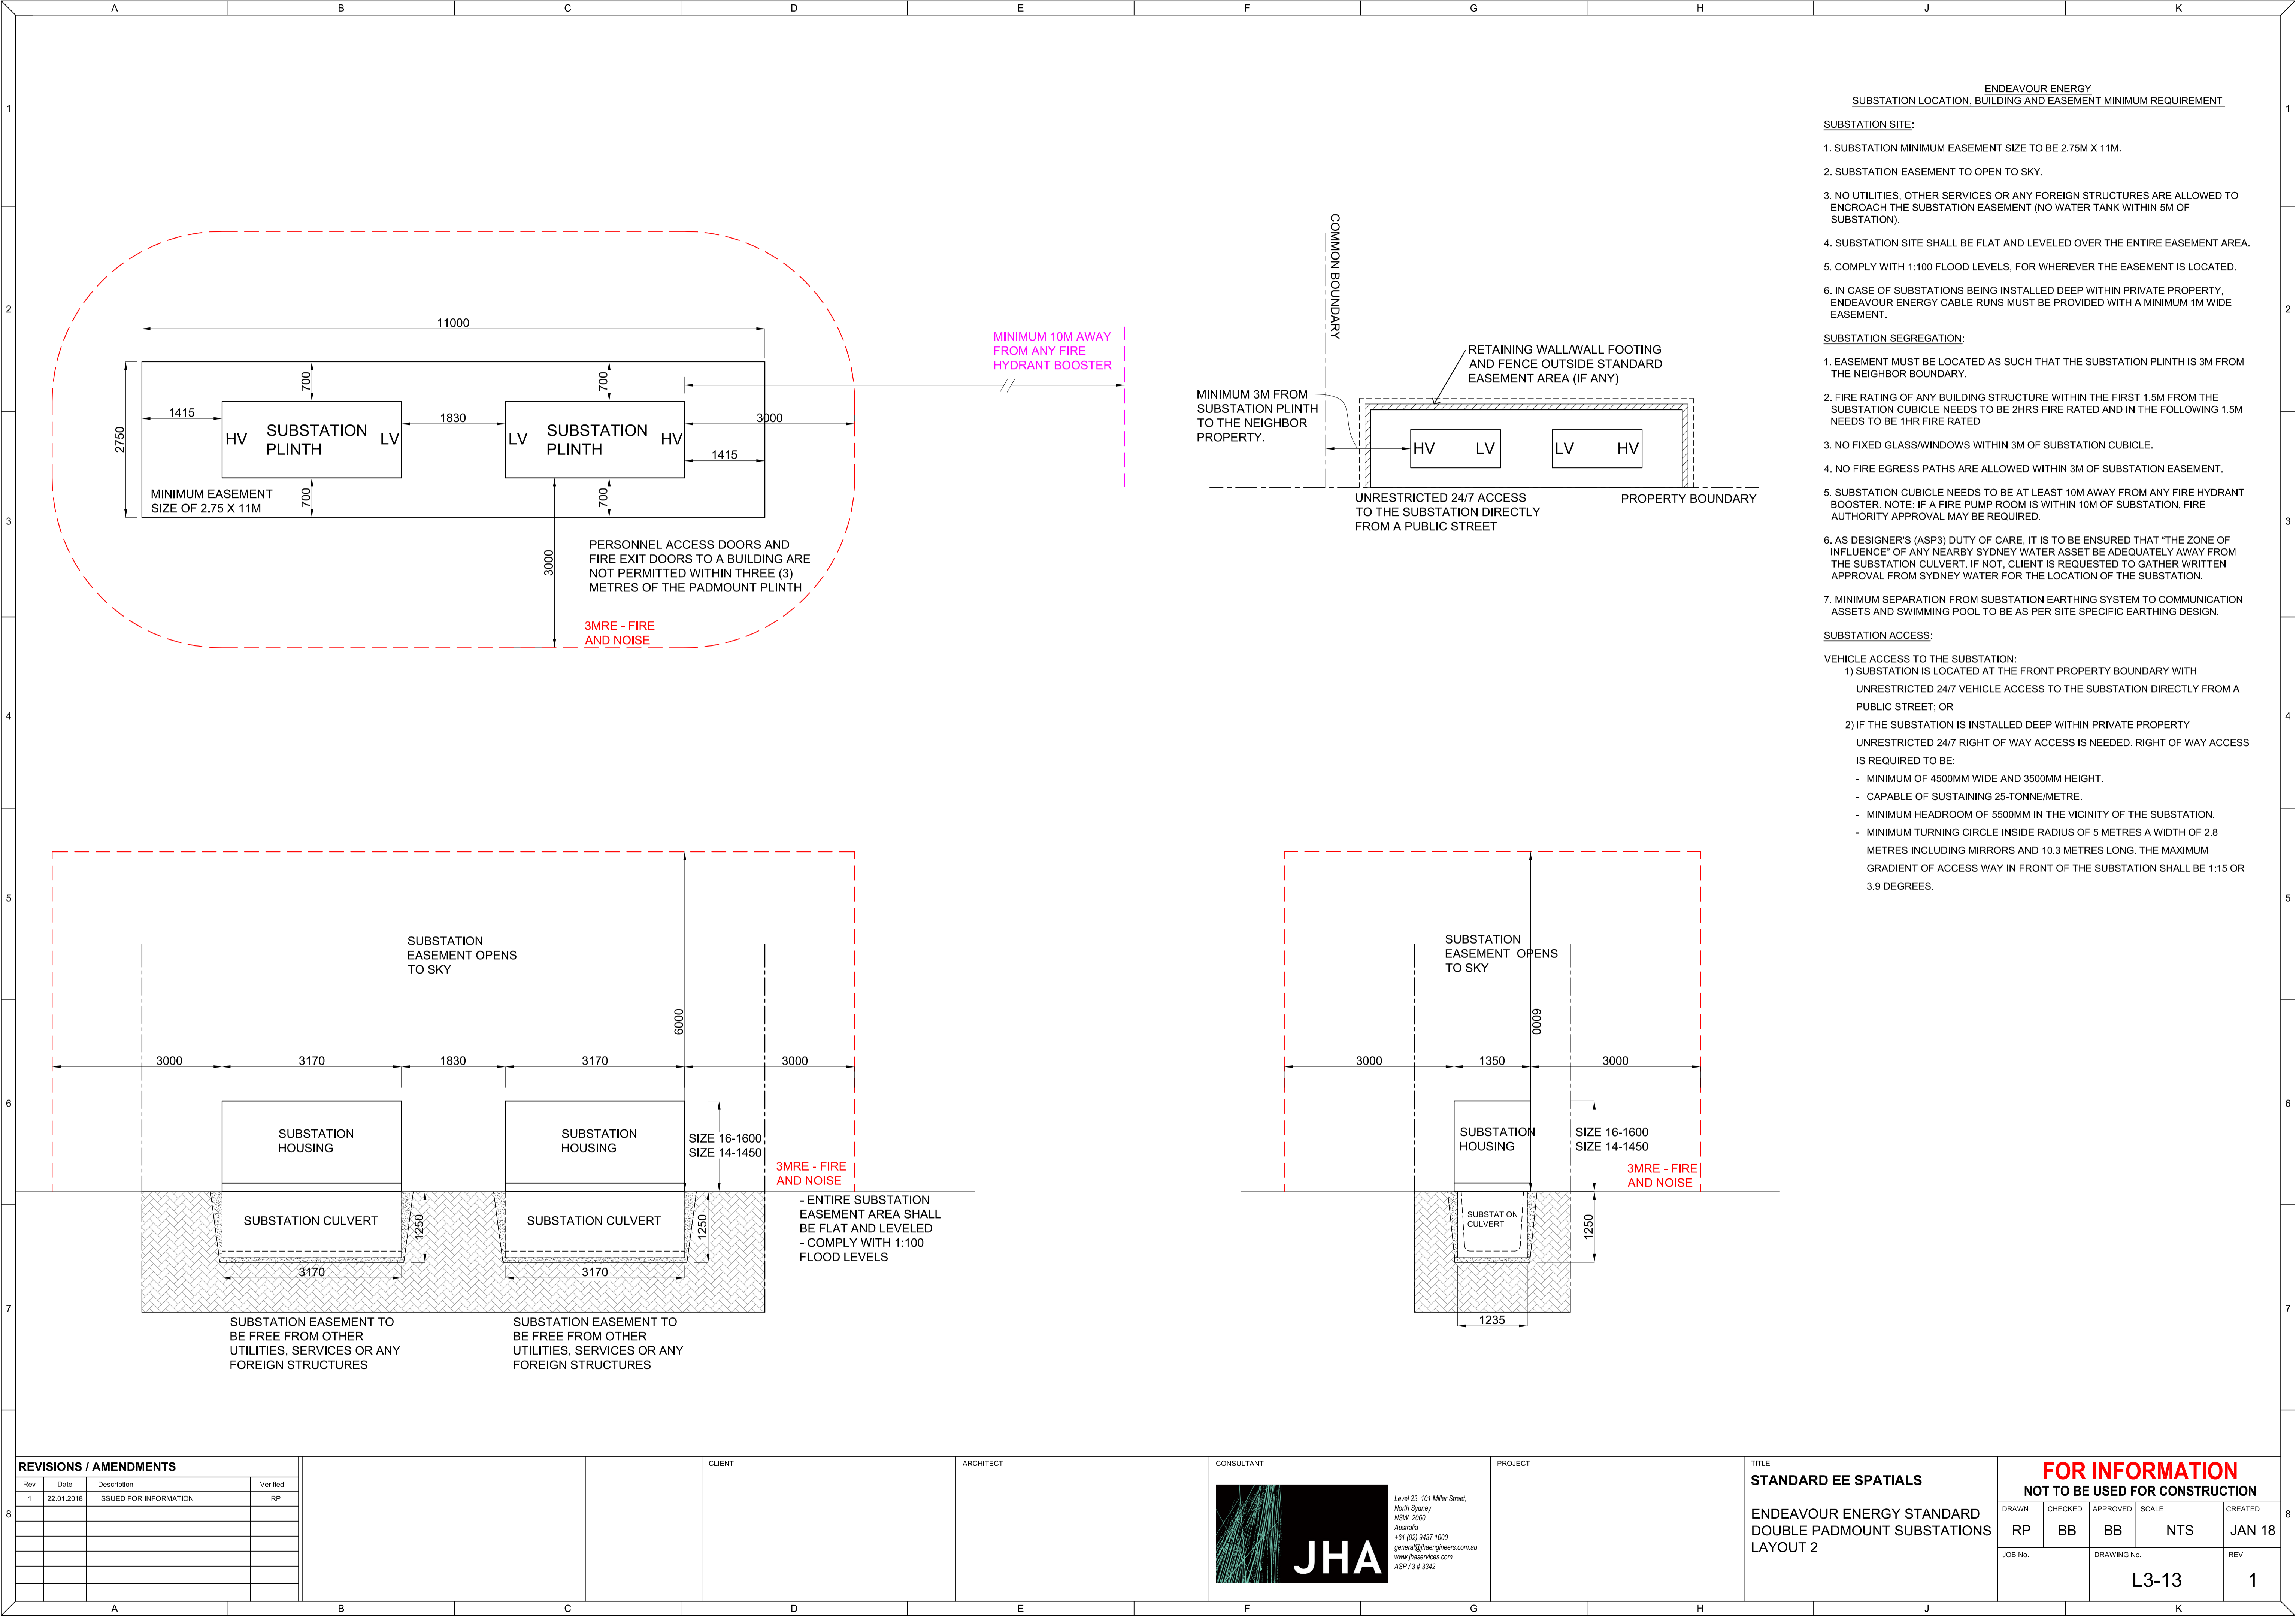 A B C D E F G H J K
1
2
3
4
5
6
7
8
1
2
3
4
5
6
7
8
11000
2750
1415
700
700
1830
3000
1415
HV
SUBSTATION
PLINTH
LV
LV
SUBSTATION
PLINTH
HV
700
700
3000
MINIMUM EASEMENT
SIZE OF 2.75 X 11M
PERSONNEL ACCESS DOORS AND
FIRE EXIT DOORS TO A BUILDING ARE
NOT PERMITTED WITHIN THREE (3)
METRES OF THE PADMOUNT PLINTH
3MRE - FIRE
AND NOISE
MINIMUM 10M AWAY
FROM ANY FIRE
HYDRANT BOOSTER
COMMON BOUNDARY
RETAINING WALL/WALL FOOTING
AND FENCE OUTSIDE STANDARD
EASEMENT AREA (IF ANY)
MINIMUM 3M FROM
SUBSTATION PLINTH
TO THE NEIGHBOR
PROPERTY.
HV LV LV HV
UNRESTRICTED 24/7 ACCESS
TO THE SUBSTATION DIRECTLY
FROM A PUBLIC STREET
PROPERTY BOUNDARY
ENDEAVOUR ENERGY
SUBSTATION LOCATION, BUILDING AND EASEMENT MINIMUM REQUIREMENT
SUBSTATION SITE:
1. SUBSTATION MINIMUM EASEMENT SIZE TO BE 2.75M X 11M.
2. SUBSTATION EASEMENT TO OPEN TO SKY.
3. NO UTILITIES, OTHER SERVICES OR ANY FOREIGN STRUCTURES ARE ALLOWED TO
ENCROACH THE SUBSTATION EASEMENT (NO WATER TANK WITHIN 5M OF
SUBSTATION).
4. SUBSTATION SITE SHALL BE FLAT AND LEVELED OVER THE ENTIRE EASEMENT AREA.
5. COMPLY WITH 1:100 FLOOD LEVELS, FOR WHEREVER THE EASEMENT IS LOCATED.
6. IN CASE OF SUBSTATIONS BEING INSTALLED DEEP WITHIN PRIVATE PROPERTY,
ENDEAVOUR ENERGY CABLE RUNS MUST BE PROVIDED WITH A MINIMUM 1M WIDE
EASEMENT.
SUBSTATION SEGREGATION:
1. EASEMENT MUST BE LOCATED AS SUCH THAT THE SUBSTATION PLINTH IS 3M FROM
THE NEIGHBOR BOUNDARY.
2. FIRE RATING OF ANY BUILDING STRUCTURE WITHIN THE FIRST 1.5M FROM THE
SUBSTATION CUBICLE NEEDS TO BE 2HRS FIRE RATED AND IN THE FOLLOWING 1.5M
NEEDS TO BE 1HR FIRE RATED
3. NO FIXED GLASS/WINDOWS WITHIN 3M OF SUBSTATION CUBICLE.
4. NO FIRE EGRESS PATHS ARE ALLOWED WITHIN 3M OF SUBSTATION EASEMENT.
5. SUBSTATION CUBICLE NEEDS TO BE AT LEAST 10M AWAY FROM ANY FIRE HYDRANT
BOOSTER. NOTE: IF A FIRE PUMP ROOM IS WITHIN 10M OF SUBSTATION, FIRE
AUTHORITY APPROVAL MAY BE REQUIRED.
6. AS DESIGNER'S (ASP3) DUTY OF CARE, IT IS TO BE ENSURED THAT "THE ZONE OF
INFLUENCE" OF ANY NEARBY SYDNEY WATER ASSET BE ADEQUATELY AWAY FROM
THE SUBSTATION CULVERT. IF NOT, CLIENT IS REQUESTED TO GATHER WRITTEN
APPROVAL FROM SYDNEY WATER FOR THE LOCATION OF THE SUBSTATION.
7. MINIMUM SEPARATION FROM SUBSTATION EARTHING SYSTEM TO COMMUNICATION
ASSETS AND SWIMMING POOL TO BE AS PER SITE SPECIFIC EARTHING DESIGN.
SUBSTATION ACCESS:
VEHICLE ACCESS TO THE SUBSTATION:
1) SUBSTATION IS LOCATED AT THE FRONT PROPERTY BOUNDARY WITH
UNRESTRICTED 24/7 VEHICLE ACCESS TO THE SUBSTATION DIRECTLY FROM A
PUBLIC STREET; OR
2) IF THE SUBSTATION IS INSTALLED DEEP WITHIN PRIVATE PROPERTY
UNRESTRICTED 24/7 RIGHT OF WAY ACCESS IS NEEDED. RIGHT OF WAY ACCESS
IS REQUIRED TO BE:
- MINIMUM OF 4500MM WIDE AND 3500MM HEIGHT.
- CAPABLE OF SUSTAINING 25-TONNE/METRE.
- MINIMUM HEADROOM OF 5500MM IN THE VICINITY OF THE SUBSTATION.
- MINIMUM TURNING CIRCLE INSIDE RADIUS OF 5 METRES A WIDTH OF 2.8
METRES INCLUDING MIRRORS AND 10.3 METRES LONG. THE MAXIMUM
GRADIENT OF ACCESS WAY IN FRONT OF THE SUBSTATION SHALL BE 1:15 OR
3.9 DEGREES.
SUBSTATION
EASEMENT OPENS
TO SKY
6000
3000 3170 1830 3170 3000
SUBSTATION
HOUSING
SUBSTATION
HOUSING
SIZE 16-1600
SIZE 14-1450
3MRE - FIRE
AND NOISE
- ENTIRE SUBSTATION
EASEMENT AREA SHALL
BE FLAT AND LEVELED
- COMPLY WITH 1:100
FLOOD LEVELS
SUBSTATION CULVERT
1250
SUBSTATION CULVERT
1250
3170
3170
SUBSTATION EASEMENT TO
BE FREE FROM OTHER
UTILITIES, SERVICES OR ANY
FOREIGN STRUCTURES
SUBSTATION EASEMENT TO
BE FREE FROM OTHER
UTILITIES, SERVICES OR ANY
FOREIGN STRUCTURES
SUBSTATION
EASEMENT OPENS
TO SKY
6000
3000 1350 3000
SUBSTATION
HOUSING
SIZE 16-1600
SIZE 14-1450
3MRE - FIRE
AND NOISE
SUBSTATION
CULVERT
1250
1235
REVISIONS / AMENDMENTS
Rev Date Description Verified
1 22.01.2018 ISSUED FOR INFORMATION RP
CLIENT
ARCHITECT
CONSULTANT
JHA
Level 23, 101 Miller Street,
North Sydney
NSW 2060
Australia
+61 (02) 9437 1000
general@jhaengineers.com.au
www.jhaservices.com
ASP / 3 # 3342
PROJECT
TITLE
STANDARD EE SPATIALS
ENDEAVOUR ENERGY STANDARD
DOUBLE PADMOUNT SUBSTATIONS
LAYOUT 2
FOR INFORMATION
NOT TO BE USED FOR CONSTRUCTION
DRAWN CHECKED APPROVED SCALE CREATED
RP BB BB NTS JAN 18
JOB No. DRAWING No. REV
L3-13 1
A B C D E F G H J K